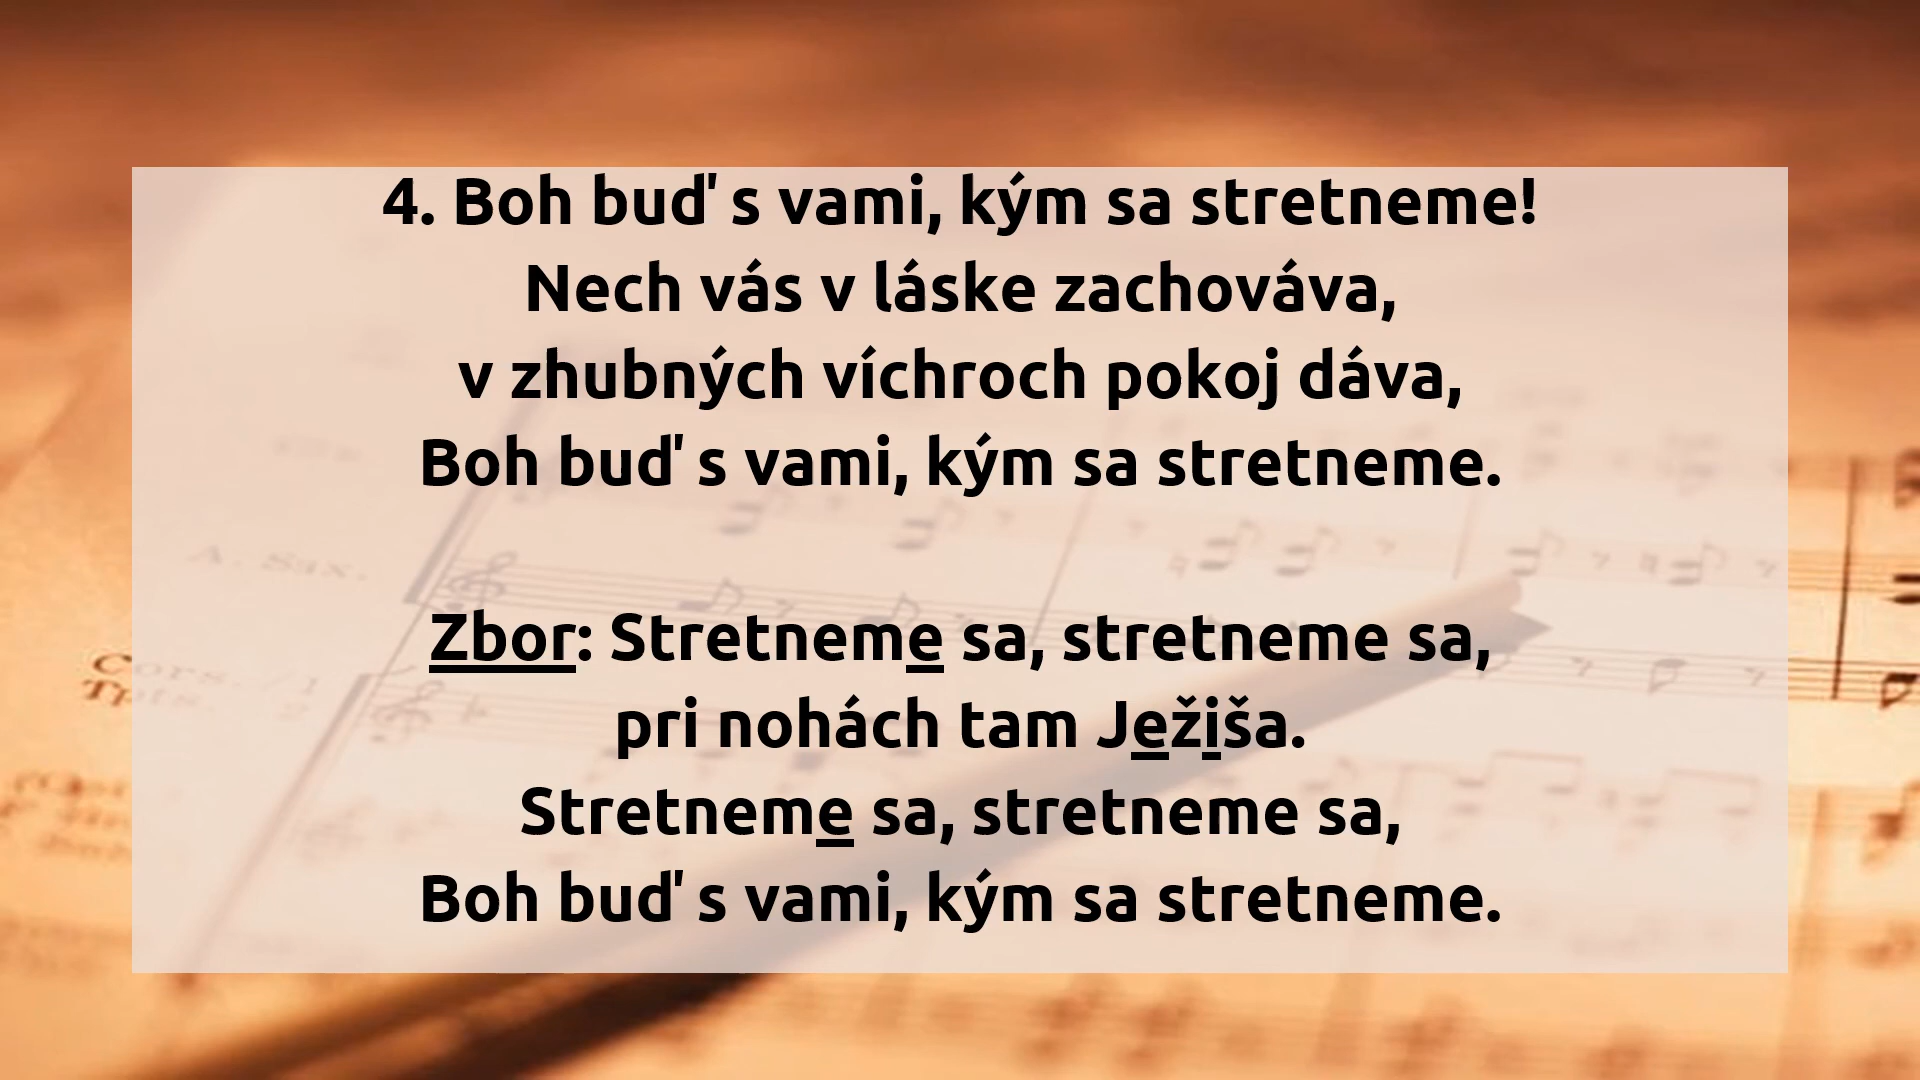 4. Boh buď s vami, kým sa stretneme!
Nech vás v láske zachováva,
v zhubných víchroch pokoj dáva,
Boh buď s vami, kým sa stretneme.
Zbor: Stretneme sa, stretneme sa,
pri nohách tam Ježiša.
Stretneme sa, stretneme sa,
Boh buď s vami, kým sa stretneme.
A. Sax.